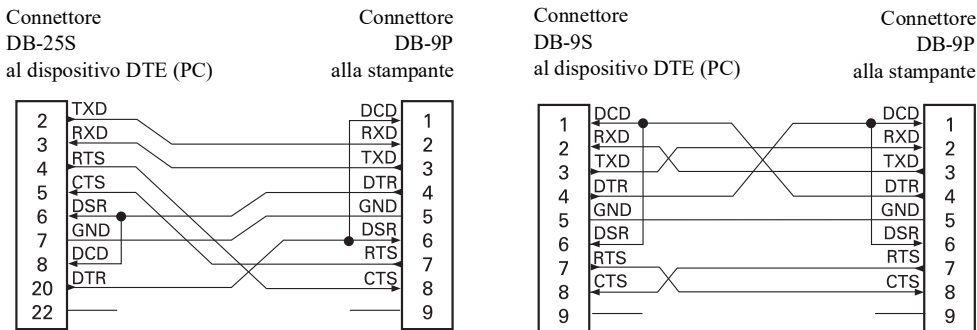 Connettore
DB-25S
al dispositivo DTE (PC)
Connettore
DB-9P
alla stampante
2 TXD DCD 1
3 RXD RXD 2
4 RTS TXD 3
5 CTS DTR 4
6 DSR GND 5
7 GND DSR 6
8 DCD RTS 7
20 DTR CTS 8
22 9
Connettore
DB-9S
al dispositivo DTE (PC)
Connettore
DB-9P
alla stampante
1 DCD DCD 1
2 RXD RXD 2
3 TXD TXD 3
4 DTR DTR 4
5 GND GND 5
6 DSR DSR 6
7 RTS RTS 7
8 CTS CTS 8
9 9